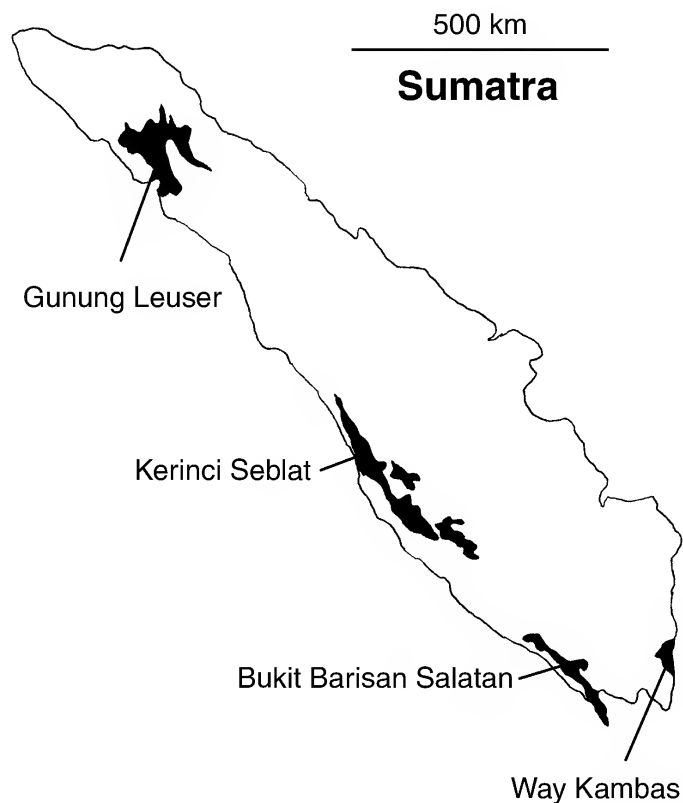 500 km
Sumatra
Gunung Leuser
Kerinci Seblat
Bukit Barisan Salatan
Way Kambas